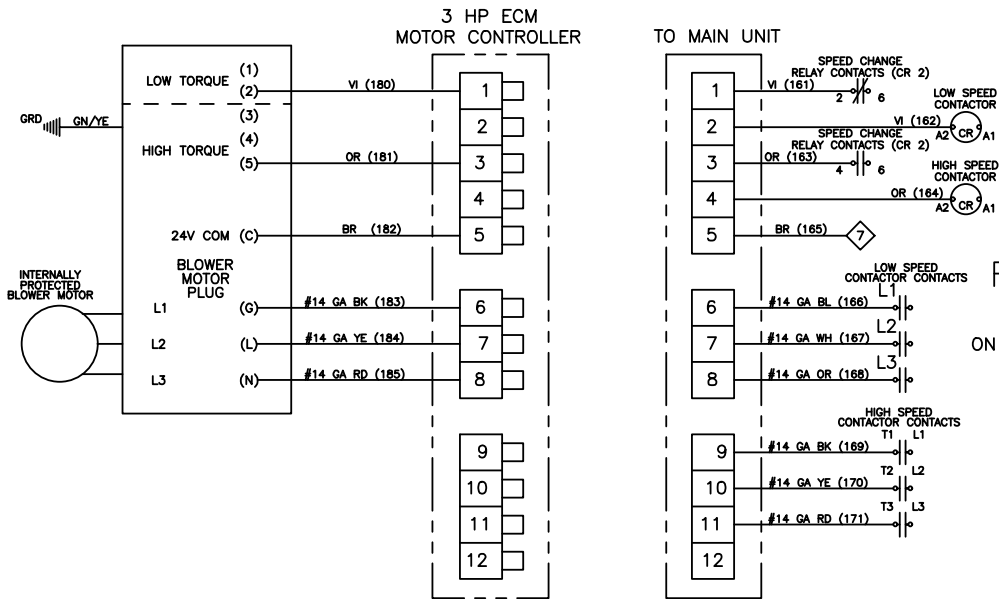 3 HP ECM
MOTOR CONTROLLER
TO MAIN UNIT
LOW TORQUE (1)
(2)
VI (180)
(3)
GRD GN/YE
(4)
HIGH TORQUE (5)
OR (181)
24V COM (C)
BR (182)
BLOWER
MOTOR
PLUG
INTERNALLY
PROTECTED
BLOWER MOTOR
L1 (G) #14 GA BK (183)
L2 (L) #14 GA YE (184)
L3 (N) #14 GA RD (185)
1
2
3
4
5
6
7
8
9
10
11
12
1
2
3
4
5
6
7
8
9
10
11
12
SPEED CHANGE
RELAY CONTACTS (CR 2)
VI (161)
2 6
LOW SPEED
CONTACTOR
VI (162)
A2 CR A1
SPEED CHANGE
RELAY CONTACTS (CR 2)
OR (163)
4 6
HIGH SPEED
CONTACTOR
OR (164)
A2 CR A1
BR (165)
7
LOW SPEED
CONTACTOR CONTACTS
L1
#14 GA BL (166)
L2
#14 GA WH (167)
L3
#14 GA OR (168)
ON
HIGH SPEED
CONTACTOR CONTACTS
T1 L1
#14 GA BK (169)
T2 L2
#14 GA YE (170)
T3 L3
#14 GA RD (171)